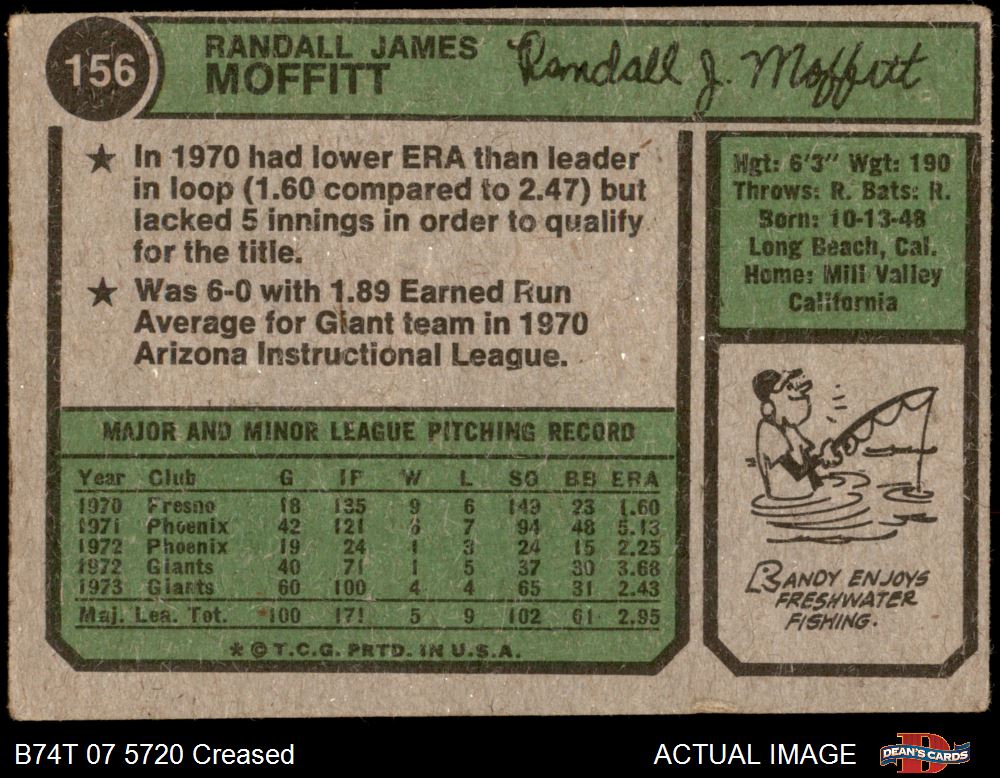 156
RANDALL JAMES
MOFFITT
Randall J. Moffitt
★ In 1970 had lower ERA than leader
in loop (1.60 compared to 2.47) but
lacked 5 innings in order to qualify
for the title.
★ Was 6-0 with 1.89 Earned Run
Average for Giant team in 1970
Arizona Instructional League.
Hgt: 6'3" Wgt: 190
Throws: R. Bats: R.
Born: 10-13-48
Long Beach, Cal.
Home: Mill Valley
California
MAJOR AND MINOR LEAGUE PITCHING RECORD
Year Club G IP W L SO BB ERA
1970 Fresno 18 135 9 6 149 23 1.60
1971 Phoenix 42 121 6 7 94 48 5.13
1972 Phoenix 19 24 1 3 24 15 2.25
1972 Giants 40 71 1 5 37 30 3.68
1973 Giants 60 100 4 4 65 31 2.43
Maj. Lea. Tot. 100 171 5 9 102 61 2.95
* © T.C.G. PRTD. IN U.S.A.
RANDY ENJOYS
FRESHWATER
FISHING.
B74T 07 5720 Creased
ACTUAL IMAGE
DEAN'S CARDS